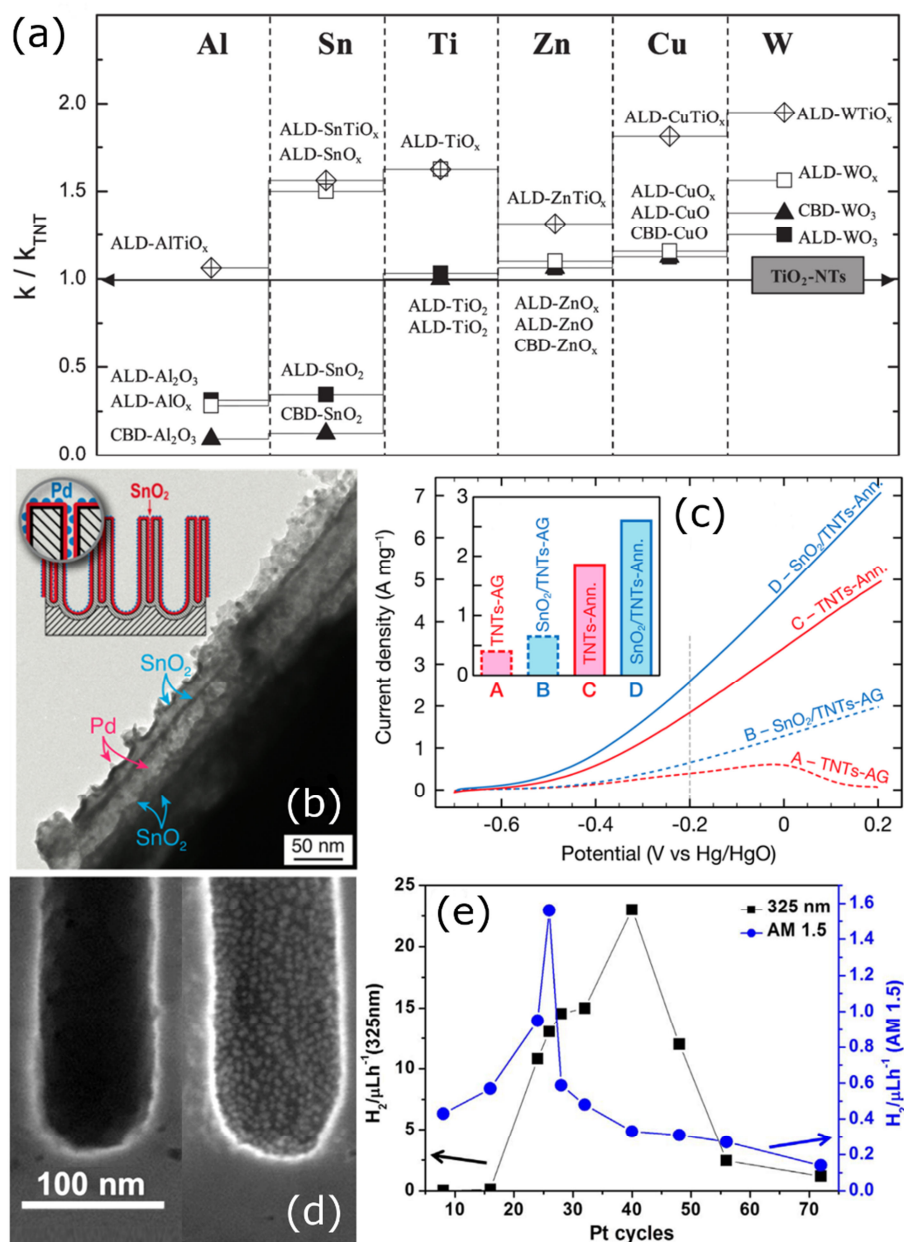 (a)
Al Sn Ti Zn Cu W
k / k_TNT
2.0
1.5
1.0
0.5
0.0
ALD-AlTiOₓ
ALD-Al₂O₃
ALD-AlOₓ
CBD-Al₂O₃
ALD-SnTiOₓ
ALD-SnOₓ
ALD-SnO₂
CBD-SnO₂
ALD-TiOₓ
ALD-TiO₂
ALD-TiO₂
ALD-ZnTiOₓ
ALD-ZnOₓ
ALD-ZnO
CBD-ZnOₓ
ALD-CuTiOₓ
ALD-CuOₓ
ALD-CuO
CBD-CuO
ALD-WTiOₓ
ALD-WOₓ
CBD-WO₃
ALD-WO₃
TiO₂-NTs
Pd
SnO₂
SnO₂
Pd
SnO₂
(b)
50 nm
(c)
Current density (A mg⁻¹)
7
6
5
4
3
2
1
0
3
2
1
0
TNTs-AG
SnO₂/TNTs-AG
TNTs-Ann.
SnO₂/TNTs-Ann.
A B C D
D – SnO₂/TNTs-Ann.
C – TNTs-Ann.
B – SnO₂/TNTs-AG
A – TNTs-AG
-0.6 -0.4 -0.2 0 0.2
Potential (V vs Hg/HgO)
100 nm
(d)
(e)
325 nm
AM 1.5
H₂/µLh⁻¹(325nm)
25
20
15
10
5
0
10 20 30 40 50 60 70
Pt cycles
1.6
1.4
1.2
1.0
0.8
0.6
0.4
0.2
0.0
H₂/µLh⁻¹ (AM 1.5)